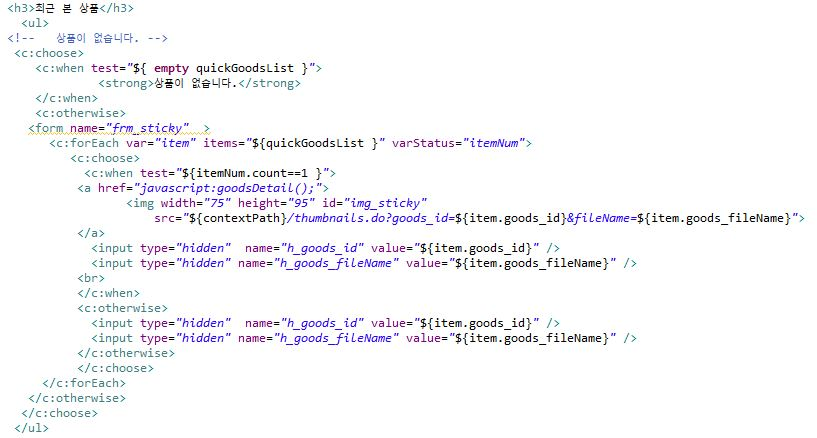 <h3>최근 본 상품</h3>
<ul>
<!-- 상품이 없습니다. -->
<c:choose>
<c:when test="${ empty quickGoodsList }">
<strong>상품이 없습니다.</strong>
</c:when>
<c:otherwise>
<form name="frm_sticky" >
<c:forEach var="item" items="${quickGoodsList }" varStatus="itemNum">
<c:choose>
<c:when test="${itemNum.count==1 }">
<a href="javascript:goodsDetail();">
<img width="75" height="95" id="img_sticky"
src="${contextPath}/thumbnails.do?goods_id=${item.goods_id}&fileName=${item.goods_fileName}">
</a>
<input type="hidden" name="h_goods_id" value="${item.goods_id}" />
<input type="hidden" name="h_goods_fileName" value="${item.goods_fileName}" />
<br>
</c:when>
<c:otherwise>
<input type="hidden" name="h_goods_id" value="${item.goods_id}" />
<input type="hidden" name="h_goods_fileName" value="${item.goods_fileName}" />
</c:otherwise>
</c:choose>
</c:forEach>
</c:otherwise>
</c:choose>
</ul>